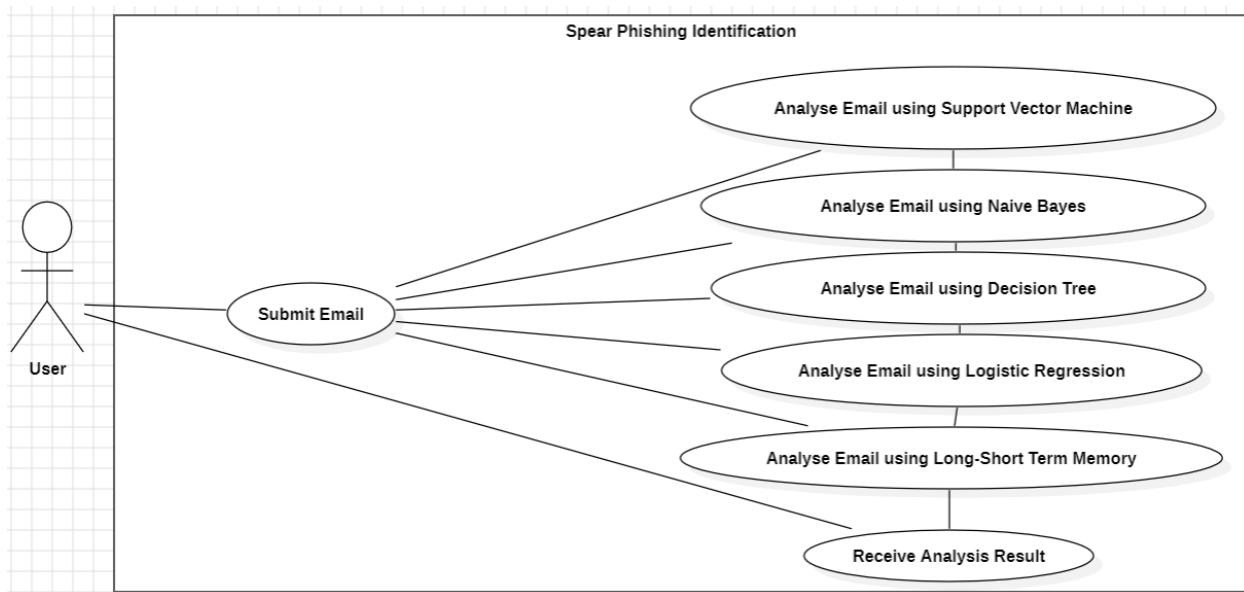 Spear Phishing Identification
Analyse Email using Support Vector Machine
Analyse Email using Naive Bayes
Analyse Email using Decision Tree
Submit Email
Analyse Email using Logistic Regression
User
Analyse Email using Long-Short Term Memory
Receive Analysis Result